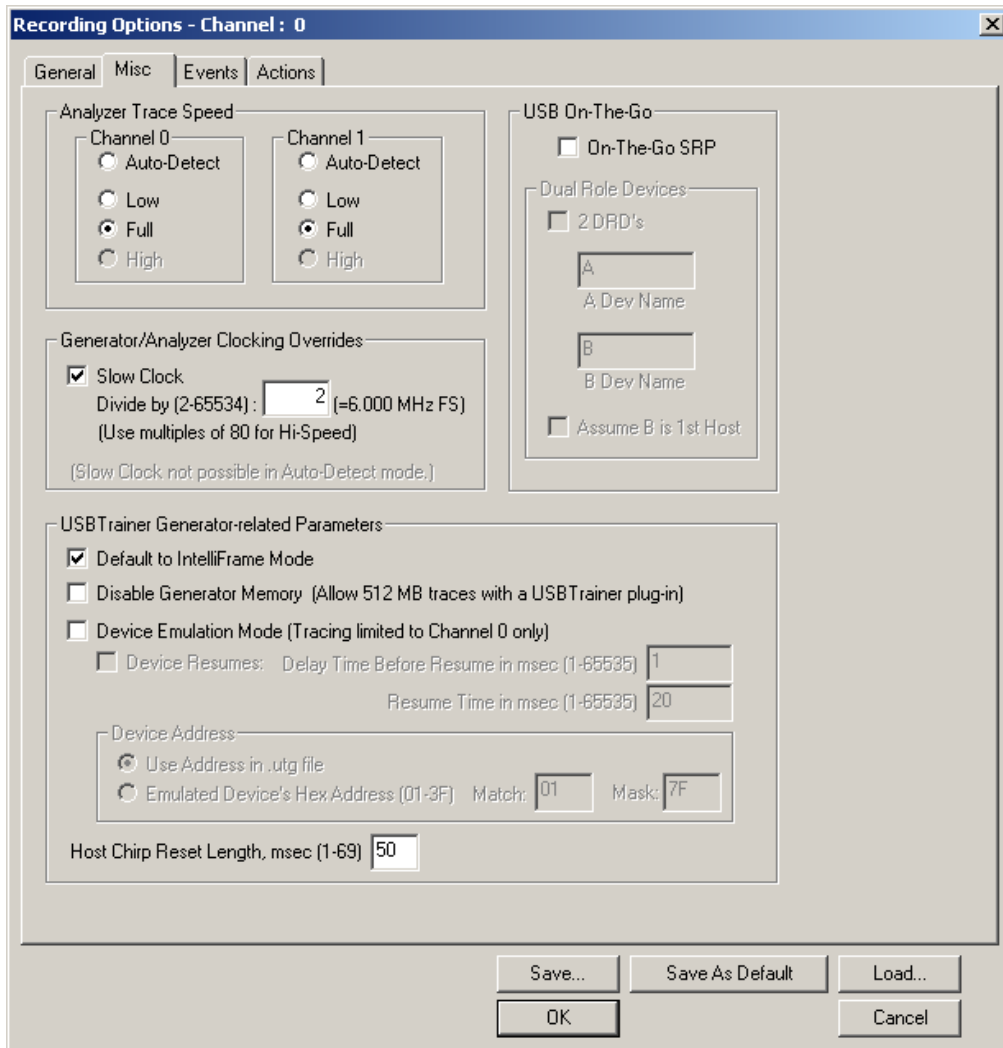 Recording Options - Channel : 0
General Misc Events Actions
Analyzer Trace Speed
Channel 0
Auto-Detect
Low
Full
High
Channel 1
Auto-Detect
Low
Full
High
USB On-The-Go
On-The-Go SRP
Dual Role Devices
2 DRD's
A
A Dev Name
B
B Dev Name
Assume B is 1st Host
Generator/Analyzer Clocking Overrides
Slow Clock
Divide by (2-65534) : 2 (=6.000 MHz FS)
(Use multiples of 80 for Hi-Speed)
(Slow Clock not possible in Auto-Detect mode.)
USBTrainer Generator-related Parameters
Default to IntelliFrame Mode
Disable Generator Memory (Allow 512 MB traces with a USBTrainer plug-in)
Device Emulation Mode (Tracing limited to Channel 0 only)
Device Resumes: Delay Time Before Resume in msec (1-65535) 1
Resume Time in msec (1-65535) 20
Device Address
Use Address in .utg file
Emulated Device's Hex Address (01-3F) Match: 01 Mask: 7F
Host Chirp Reset Length, msec (1-69) 50
Save... Save As Default Load...
OK Cancel